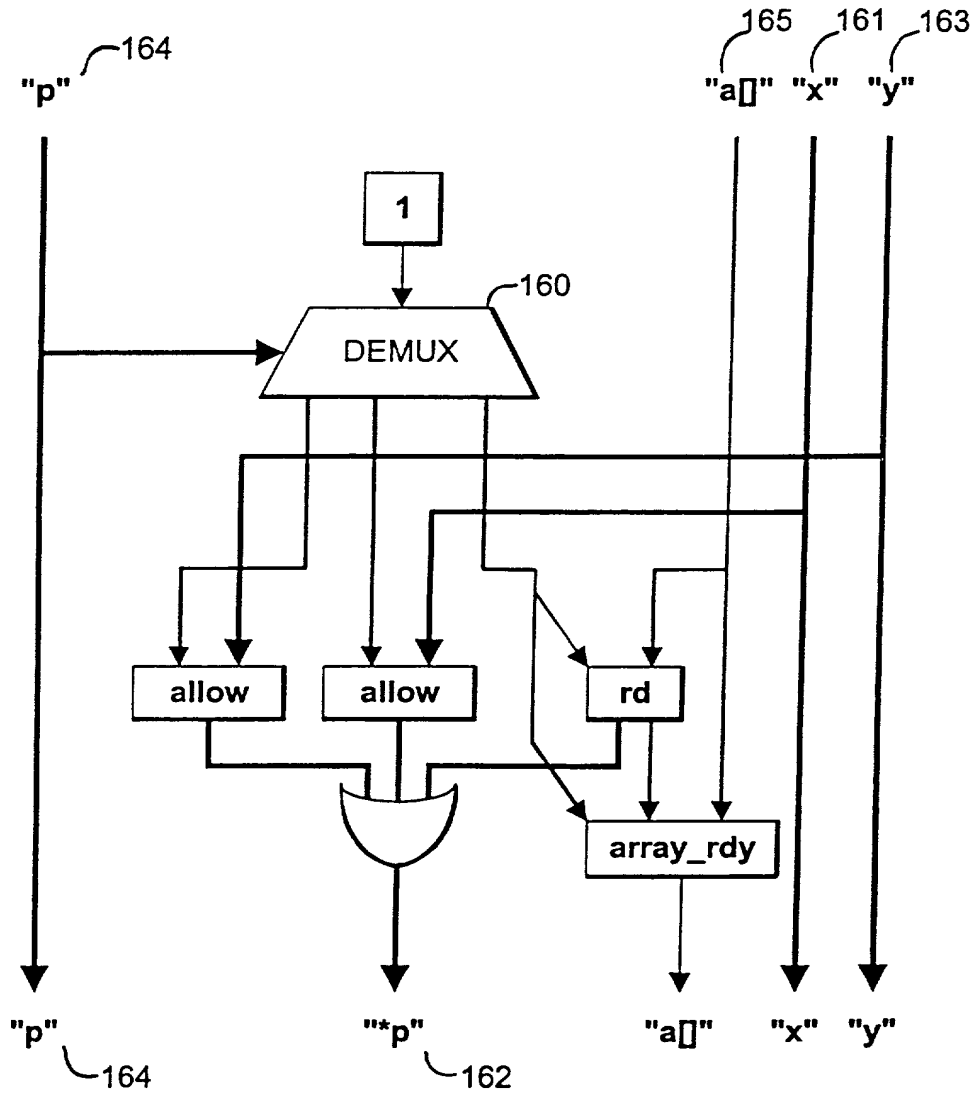 165 161 163
164
"p" "a[]" "x" "y"
1
160
DEMUX
allow allow rd
array_rdy
"p" "*p" "a[]" "x" "y"
164 162